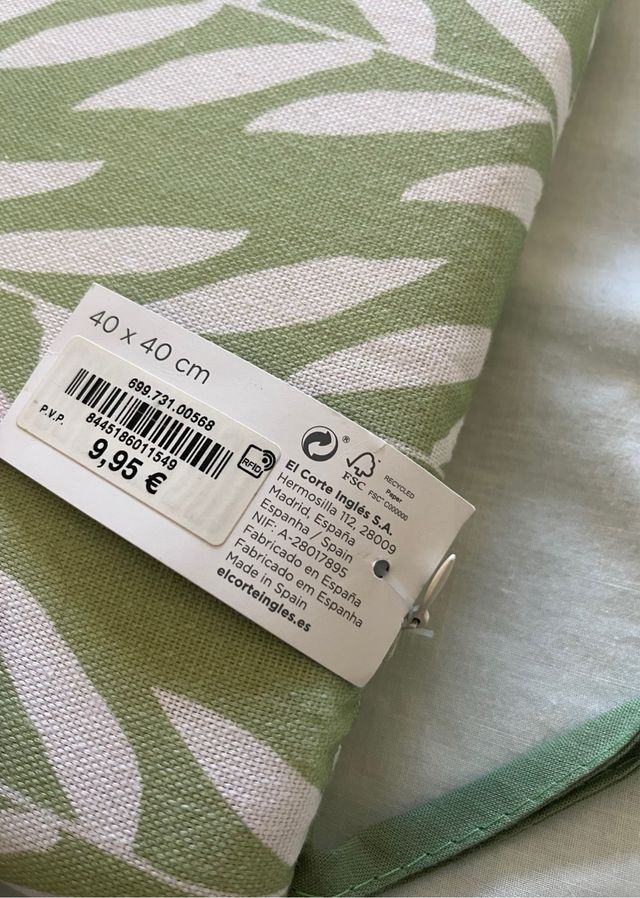 40 x 40 cm
699.731.00568
P.V.P.
8445186011549
9,95 €
RFID
®
FSC
RECYCLED
Paper
FSC® C000000
El Corte Inglés S.A.
Hermosilla 112, 28009
Madrid, España
Espanha / Spain
NIF: A-28017895
Fabricado en España
Fabricado em Espanha
Made in Spain
elcorteingles.es